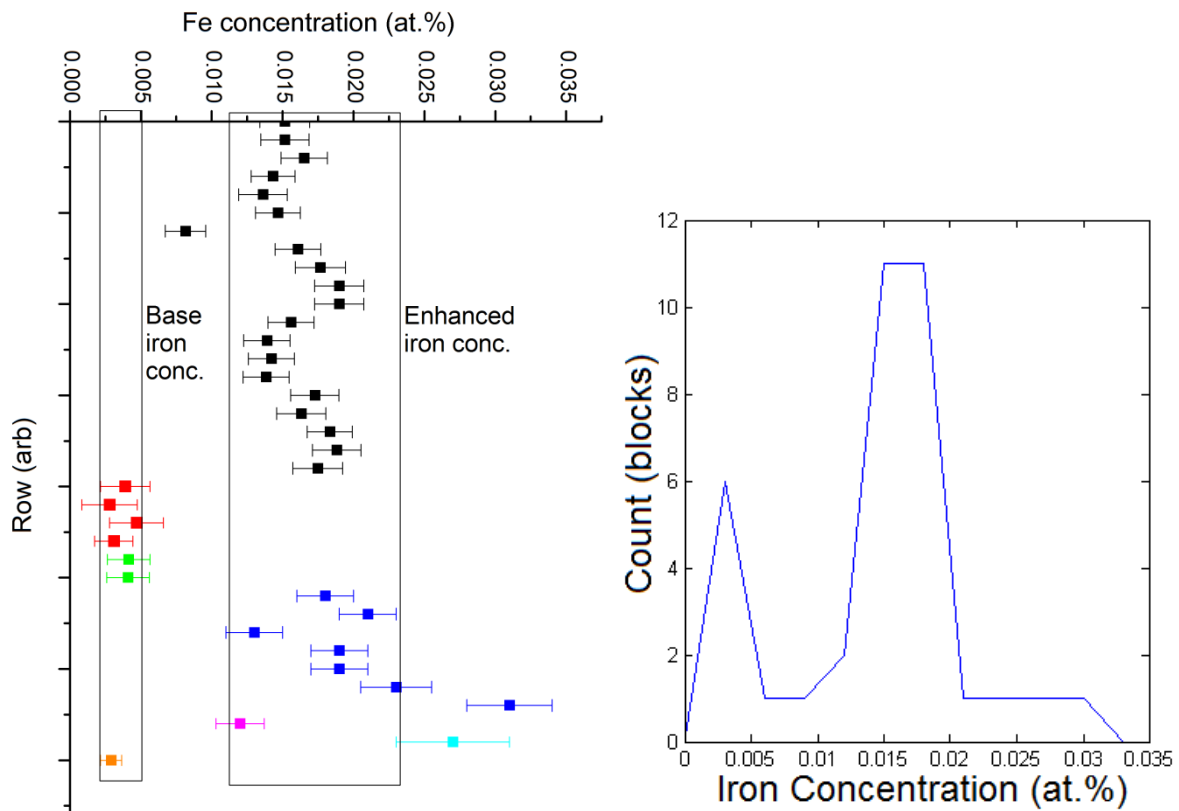 Fe concentration (at.%)
0.000 0.005 0.010 0.015 0.020 0.025 0.030 0.035
Base
iron
conc.
Enhanced
iron conc.
Row (arb)
12
10
8
6
4
2
0
Count (blocks)
0 0.005 0.01 0.015 0.02 0.025 0.03 0.035
Iron Concentration (at.%)